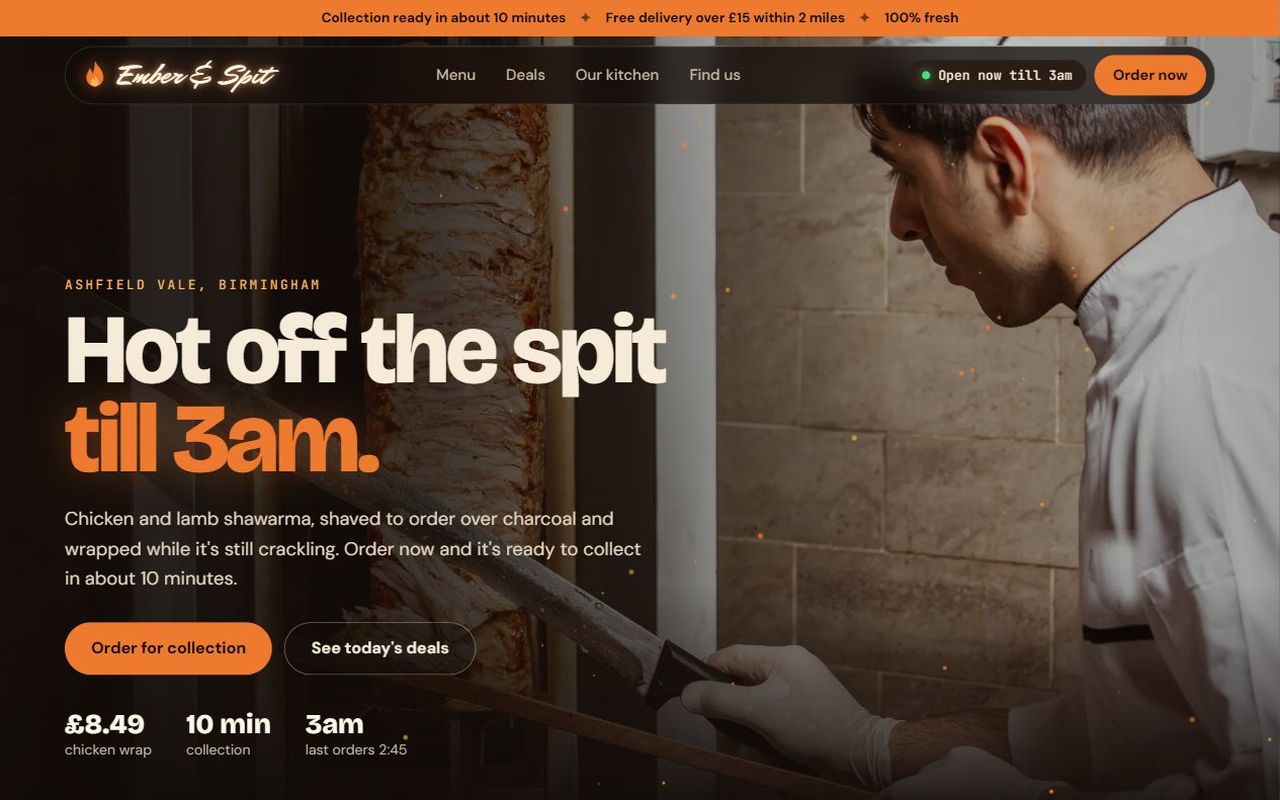 Collection ready in about 10 minutes ✦ Free delivery over £15 within 2 miles ✦ 100% fresh
Ember & Spit Menu Deals Our kitchen Find us Open now till 3am Order now
ASHFIELD VALE, BIRMINGHAM
Hot off the spit
till 3am.
Chicken and lamb shawarma, shaved to order over charcoal and
wrapped while it's still crackling. Order now and it's ready to collect
in about 10 minutes.
Order for collection See today's deals
£8.49 10 min 3am
chicken wrap collection last orders 2:45